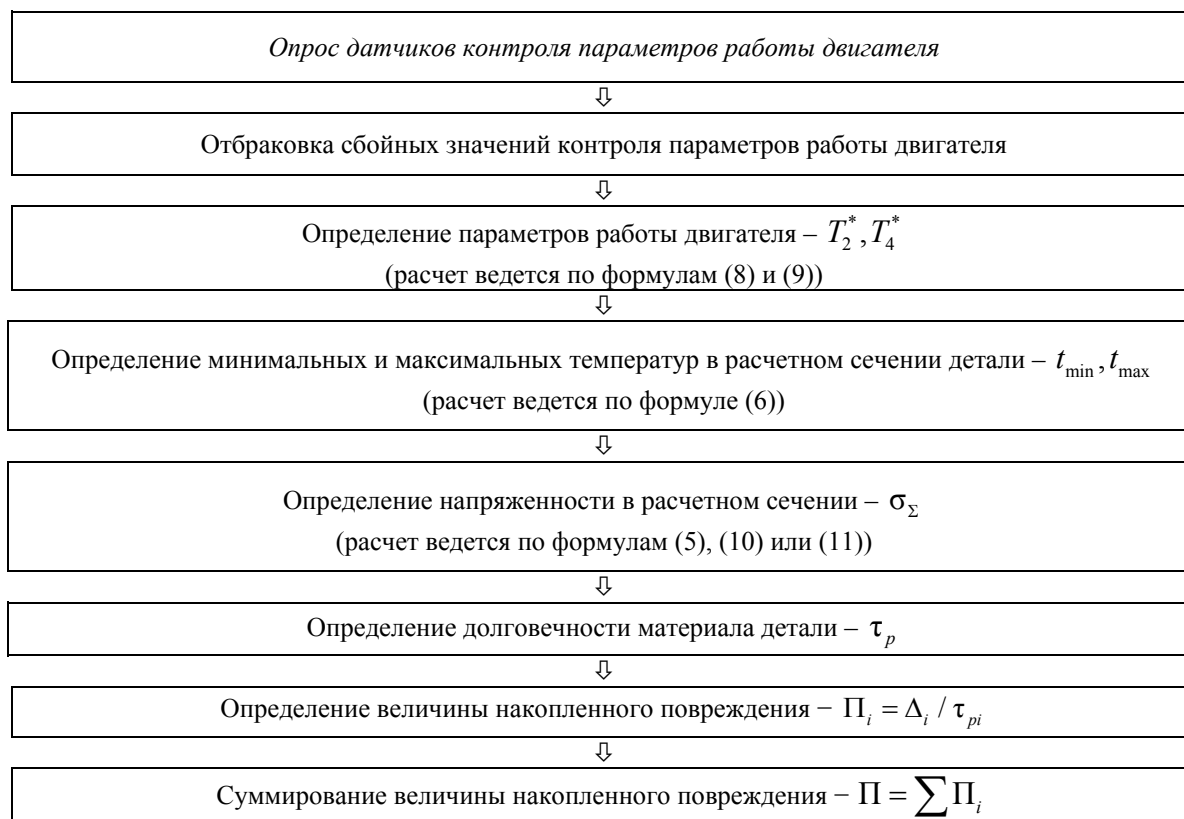 Опрос датчиков контроля параметров работы двигателя
⇩
Отбраковка сбойных значений контроля параметров работы двигателя
⇩
Определение параметров работы двигателя – T₂*, T₄*
(расчет ведется по формулам (8) и (9))
⇩
Определение минимальных и максимальных температур в расчетном сечении детали – t_min, t_max
(расчет ведется по формуле (6))
⇩
Определение напряженности в расчетном сечении – σ_Σ
(расчет ведется по формулам (5), (10) или (11))
⇩
Определение долговечности материала детали – τ_p
⇩
Определение величины накопленного повреждения – Π_i = Δ_i / τ_pi
⇩
Суммирование величины накопленного повреждения – Π = ∑ Π_i